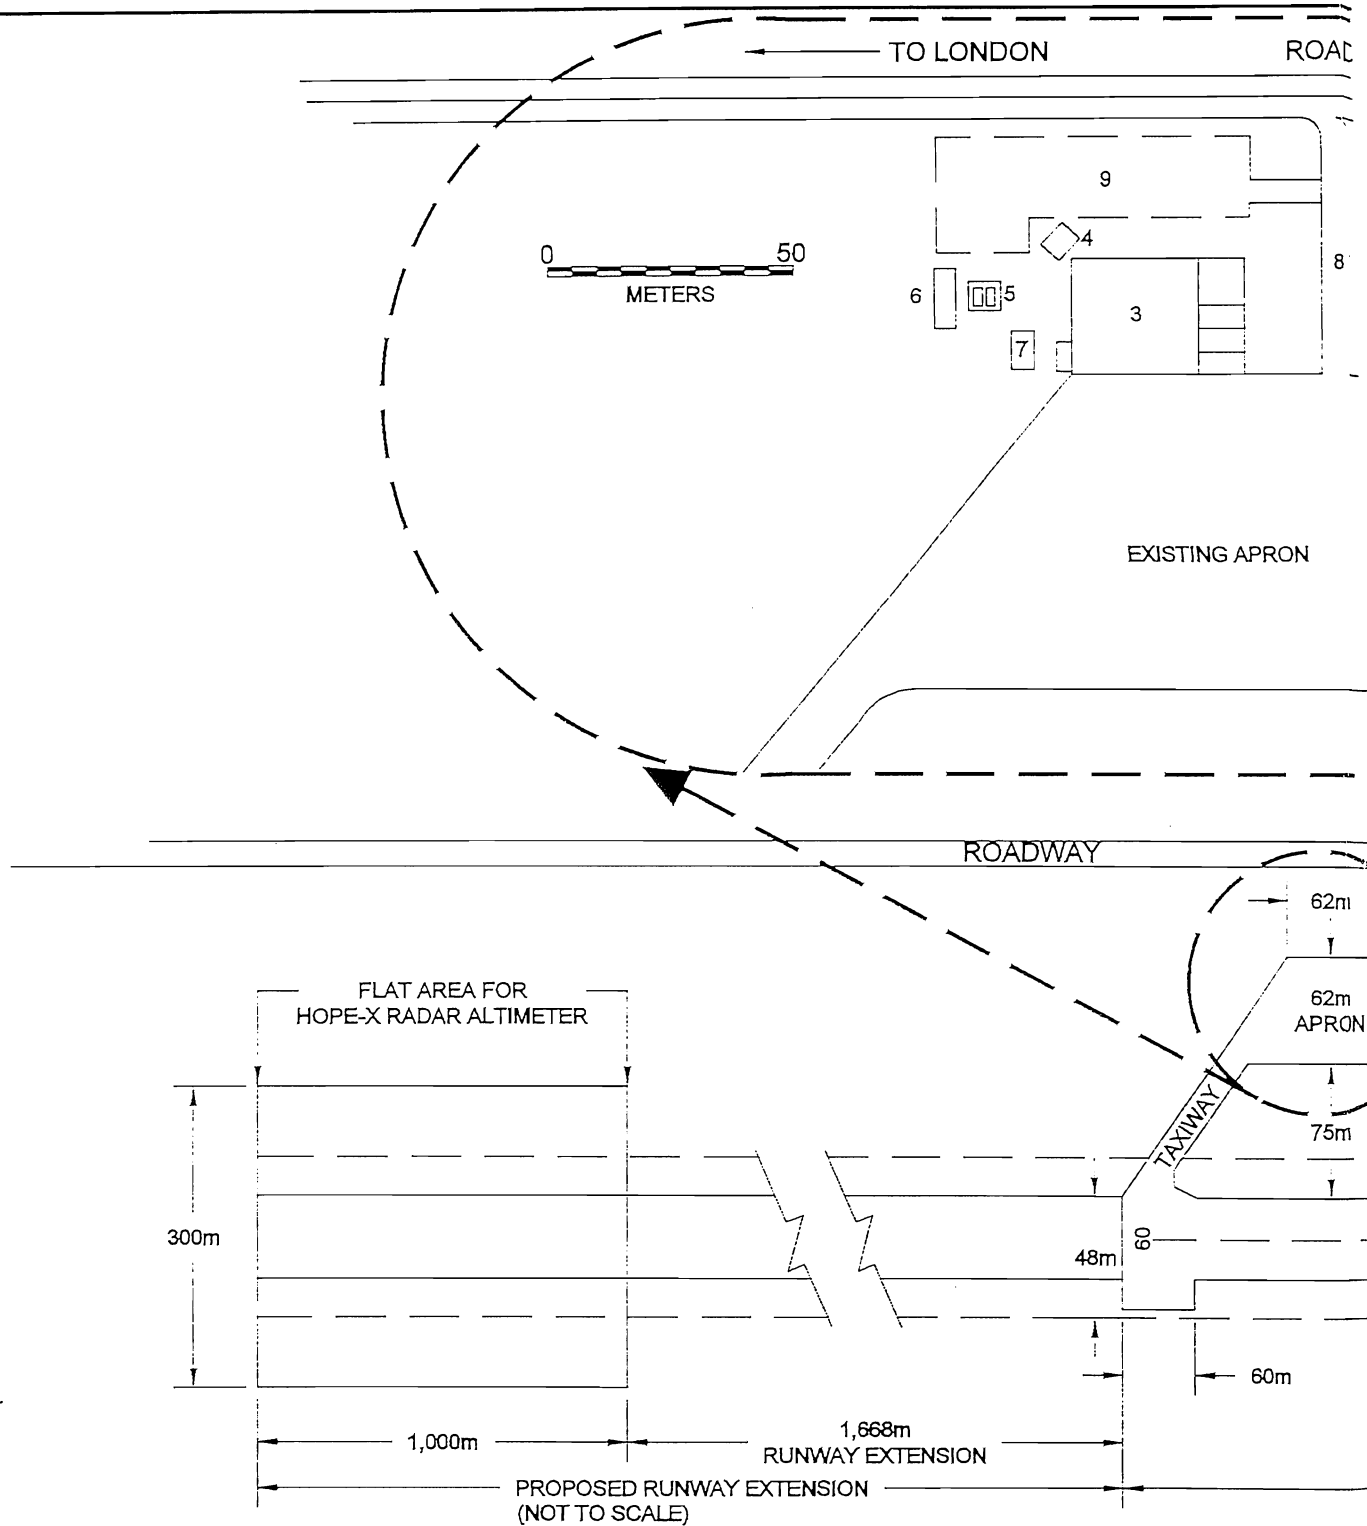 TO LONDON
ROAD
9
4
0
50
8
METERS
6
5
3
7
EXISTING APRON
ROADWAY
62m
FLAT AREA FOR
HOPE-X RADAR ALTIMETER
62m
APRON
TAXIWAY
75m
300m
60
48m
60m
1,000m
1,668m
RUNWAY EXTENSION
PROPOSED RUNWAY EXTENSION
(NOT TO SCALE)